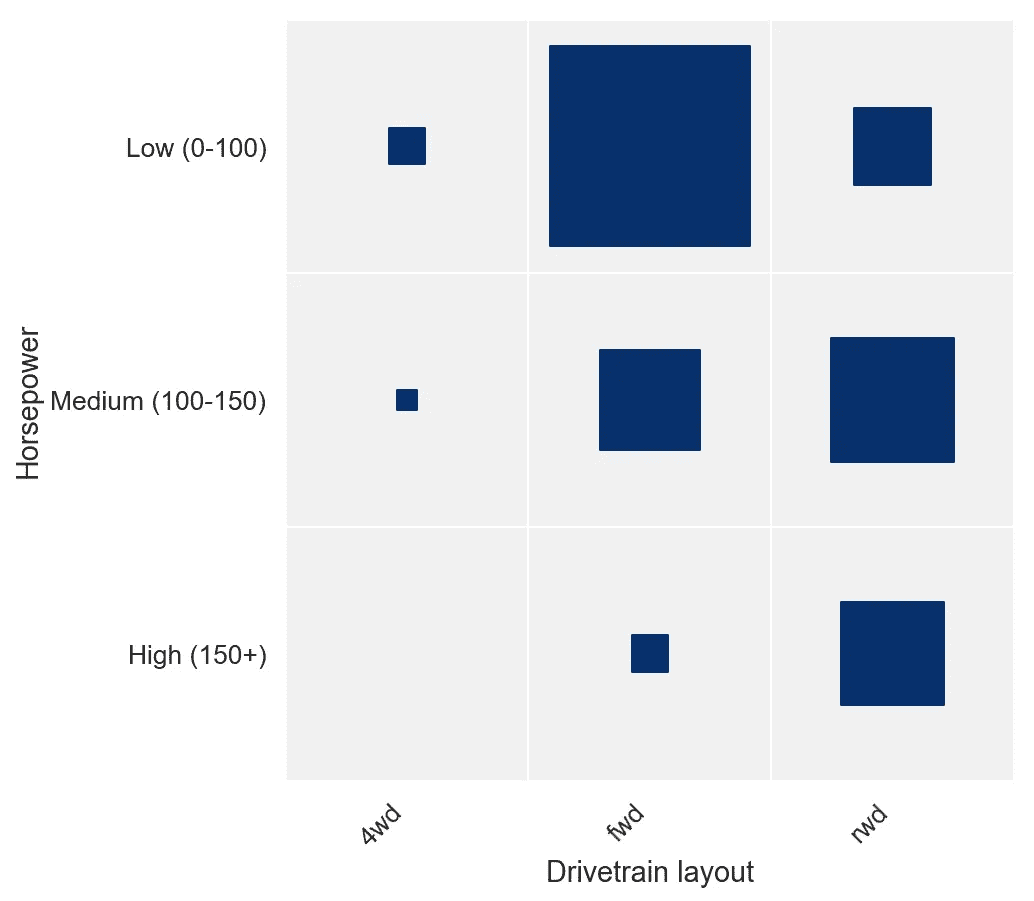 Low (0-100)
Medium (100-150)
High (150+)
Horsepower
4wd
fwd
rwd
Drivetrain layout